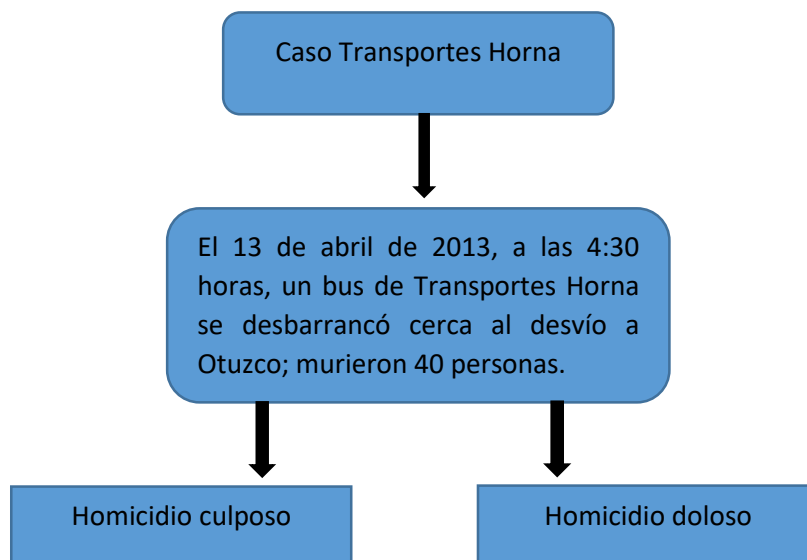 Caso Transportes Horna
El 13 de abril de 2013, a las 4:30
horas, un bus de Transportes Horna
se desbarrancó cerca al desvío a
Otuzco; murieron 40 personas.
Homicidio culposo
Homicidio doloso